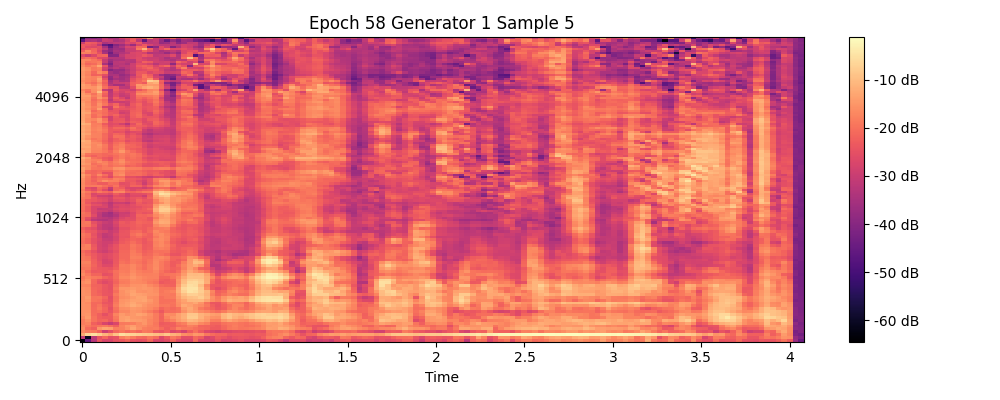 Epoch 58 Generator 1 Sample 5
Hz
4096
2048
1024
512
0
0 0.5 1 1.5 2 2.5 3 3.5 4
Time
-10 dB
-20 dB
-30 dB
-40 dB
-50 dB
-60 dB